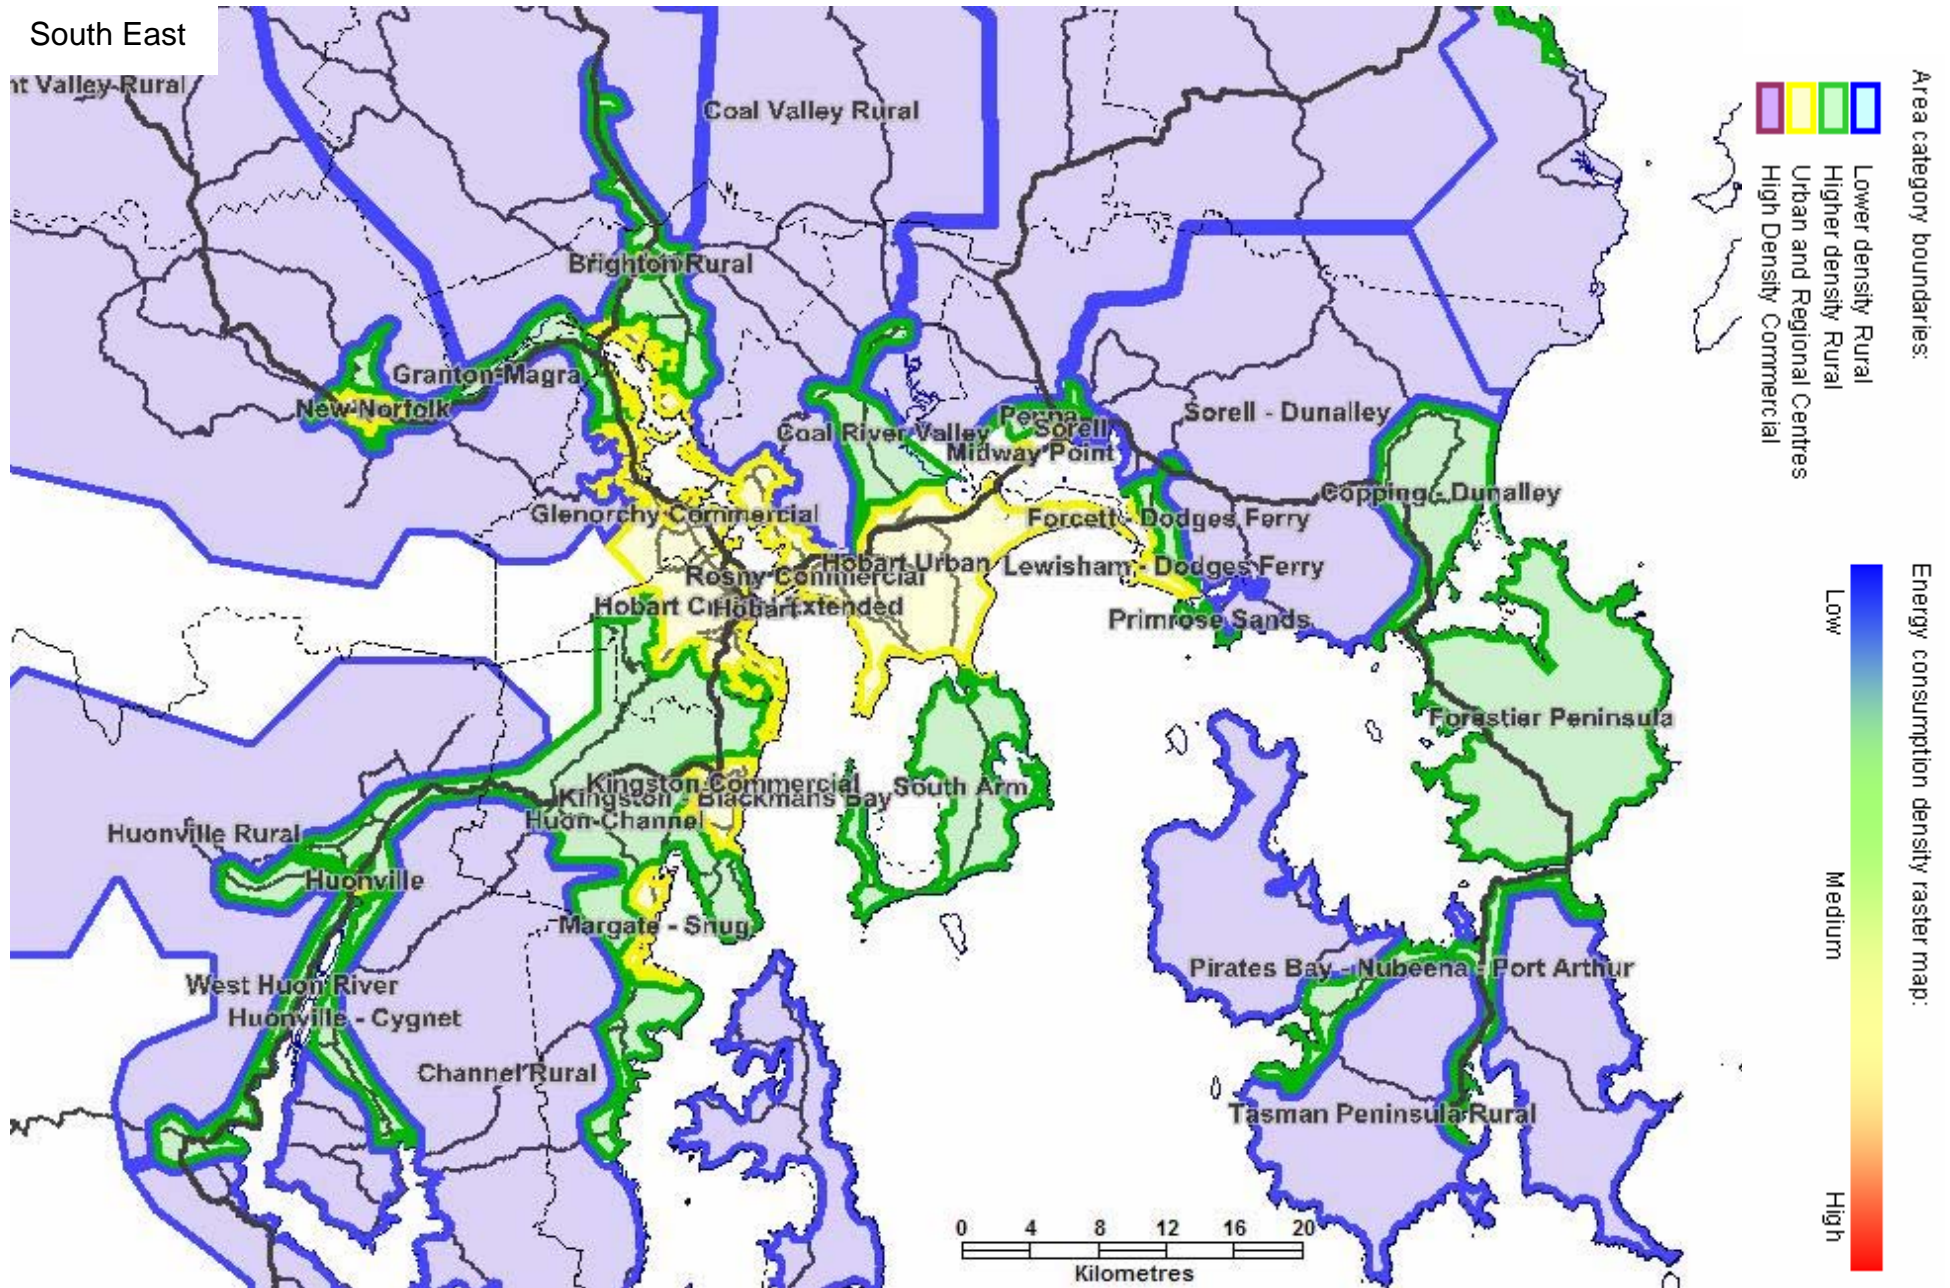 South East
nt Valley Rural
Coal Valley Rural
Brighton Rural
Granton-Magra
New Norfolk
Sorell - Dunalley
Penna
Sorell
Coal River Valley
Midway Point
Copping - Dunalley
Glenorchy Commercial
Forcett - Dodges Ferry
Hobart Urban
Lewisham - Dodges Ferry
Rosny Commercial
Hobart
Extended
Primrose Sands
Forestier Peninsula
Kingston Commercial
South Arm
Kingston - Blackmans Bay
Huon-Channel
Huonville Rural
Huonville
Margate - Snug
Pirates Bay - Nubeena - Port Arthur
West Huon River
Huonville - Cygnet
Channel Rural
Tasman Peninsula Rural
0 4 8 12 16 20
Kilometres
Area category boundaries:
Lower density Rural
Higher density Rural
Urban and Regional Centres
High Density Commercial
Energy consumption density raster map:
Low
Medium
High